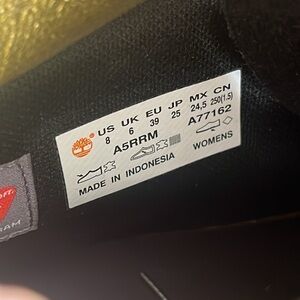 US UK EU JP MX CN
8 6 39 25 24,5 250(1.5)
A5RRM A77162
MADE IN INDONESIA WOMENS